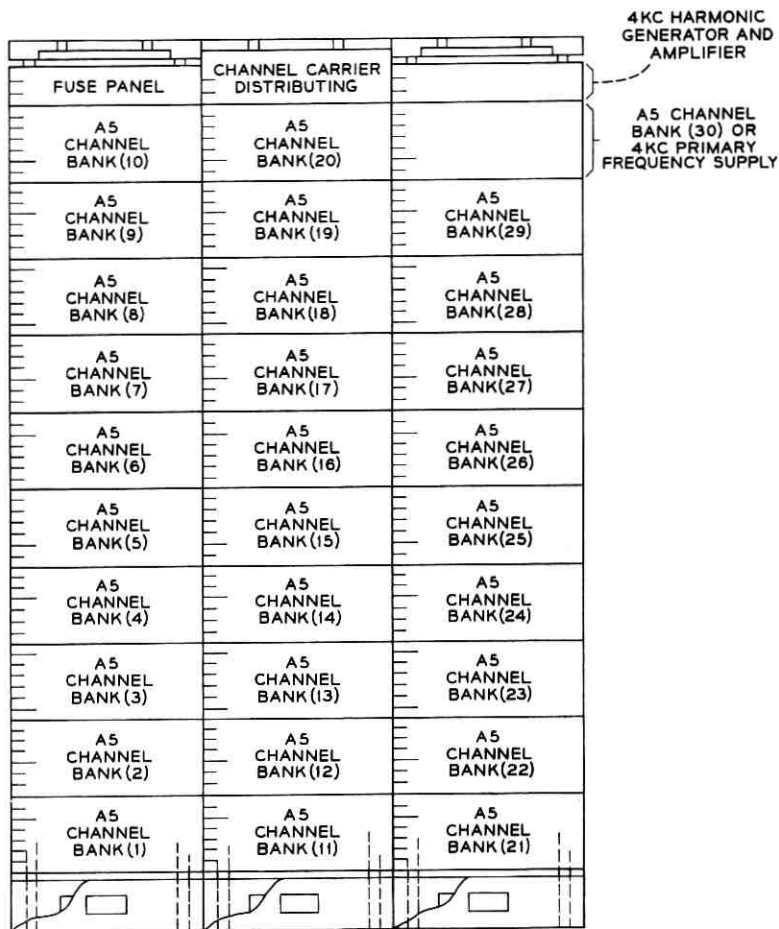 4KC HARMONIC
GENERATOR AND
AMPLIFIER
FUSE PANEL
CHANNEL CARRIER
DISTRIBUTING
A5
CHANNEL
BANK(10)
A5
CHANNEL
BANK(20)
A5 CHANNEL
BANK (30) OR
4KC PRIMARY
FREQUENCY SUPPLY
A5
CHANNEL
BANK(9)
A5
CHANNEL
BANK(19)
A5
CHANNEL
BANK(29)
A5
CHANNEL
BANK(8)
A5
CHANNEL
BANK(18)
A5
CHANNEL
BANK(28)
A5
CHANNEL
BANK(7)
A5
CHANNEL
BANK(17)
A5
CHANNEL
BANK(27)
A5
CHANNEL
BANK(6)
A5
CHANNEL
BANK(16)
A5
CHANNEL
BANK(26)
A5
CHANNEL
BANK(5)
A5
CHANNEL
BANK(15)
A5
CHANNEL
BANK(25)
A5
CHANNEL
BANK(4)
A5
CHANNEL
BANK(14)
A5
CHANNEL
BANK(24)
A5
CHANNEL
BANK(3)
A5
CHANNEL
BANK(13)
A5
CHANNEL
BANK(23)
A5
CHANNEL
BANK(2)
A5
CHANNEL
BANK(12)
A5
CHANNEL
BANK(22)
A5
CHANNEL
BANK(1)
A5
CHANNEL
BANK(11)
A5
CHANNEL
BANK(21)